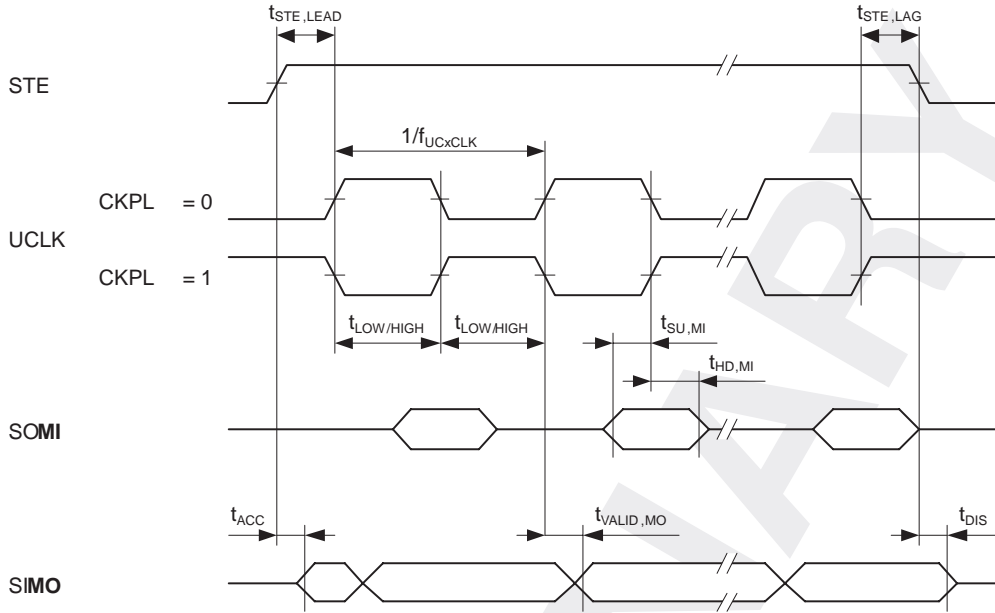 tSTE,LEAD tSTE,LAG
STE
1/fUCxCLK
CKPL = 0
UCLK
CKPL = 1
tLOW/HIGH tLOW/HIGH tSU,MI
tHD,MI
SOMI
tACC tVALID,MO tDIS
SIMO